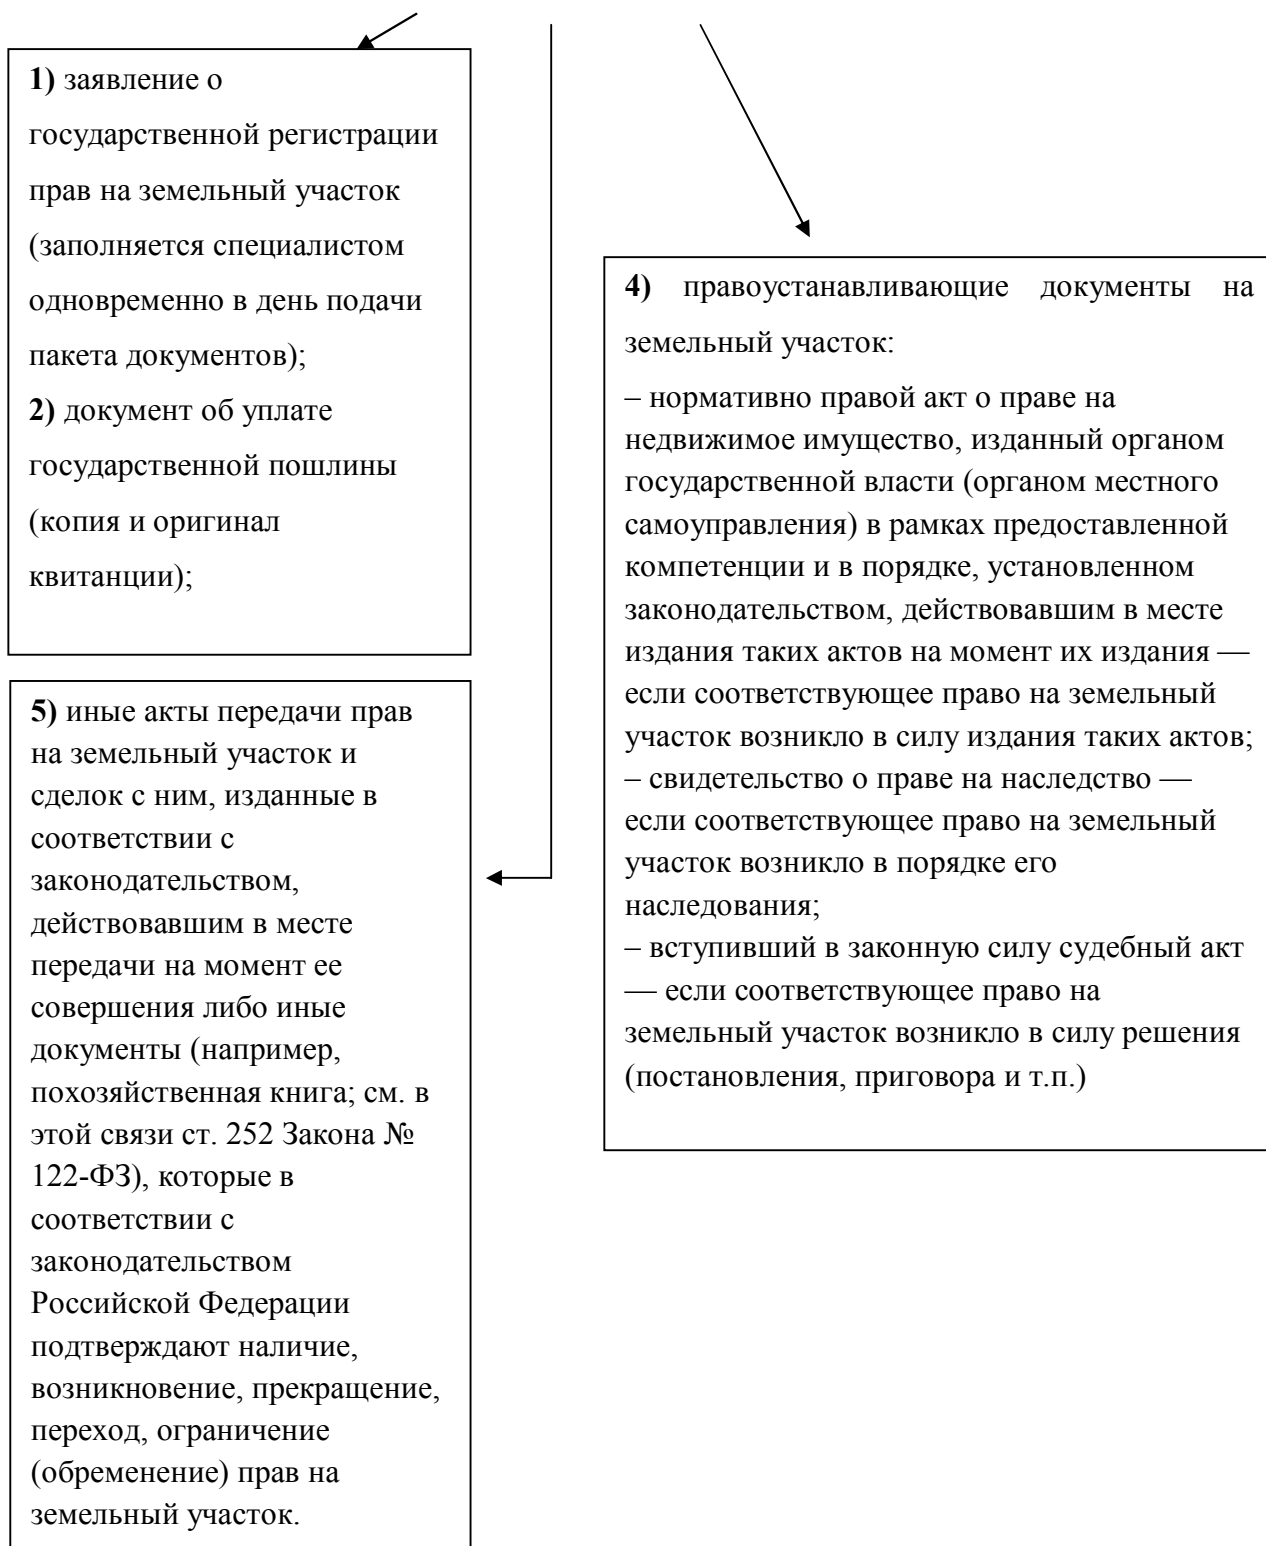 1) заявление о
государственной регистрации
прав на земельный участок
(заполняется специалистом
одновременно в день подачи
пакета документов);
2) документ об уплате
государственной пошлины
(копия и оригинал
квитанции);
4) правоустанавливающие документы на
земельный участок:
– нормативно правой акт о праве на
недвижимое имущество, изданный органом
государственной власти (органом местного
самоуправления) в рамках предоставленной
компетенции и в порядке, установленном
законодательством, действовавшим в месте
издания таких актов на момент их издания —
если соответствующее право на земельный
участок возникло в силу издания таких актов;
– свидетельство о праве на наследство —
если соответствующее право на земельный
участок возникло в порядке его
наследования;
– вступивший в законную силу судебный акт
— если соответствующее право на
земельный участок возникло в силу решения
(постановления, приговора и т.п.)
5) иные акты передачи прав
на земельный участок и
сделок с ним, изданные в
соответствии с
законодательством,
действовавшим в месте
передачи на момент ее
совершения либо иные
документы (например,
похозяйственная книга; см. в
этой связи ст. 252 Закона №
122-ФЗ), которые в
соответствии с
законодательством
Российской Федерации
подтверждают наличие,
возникновение, прекращение,
переход, ограничение
(обременение) прав на
земельный участок.